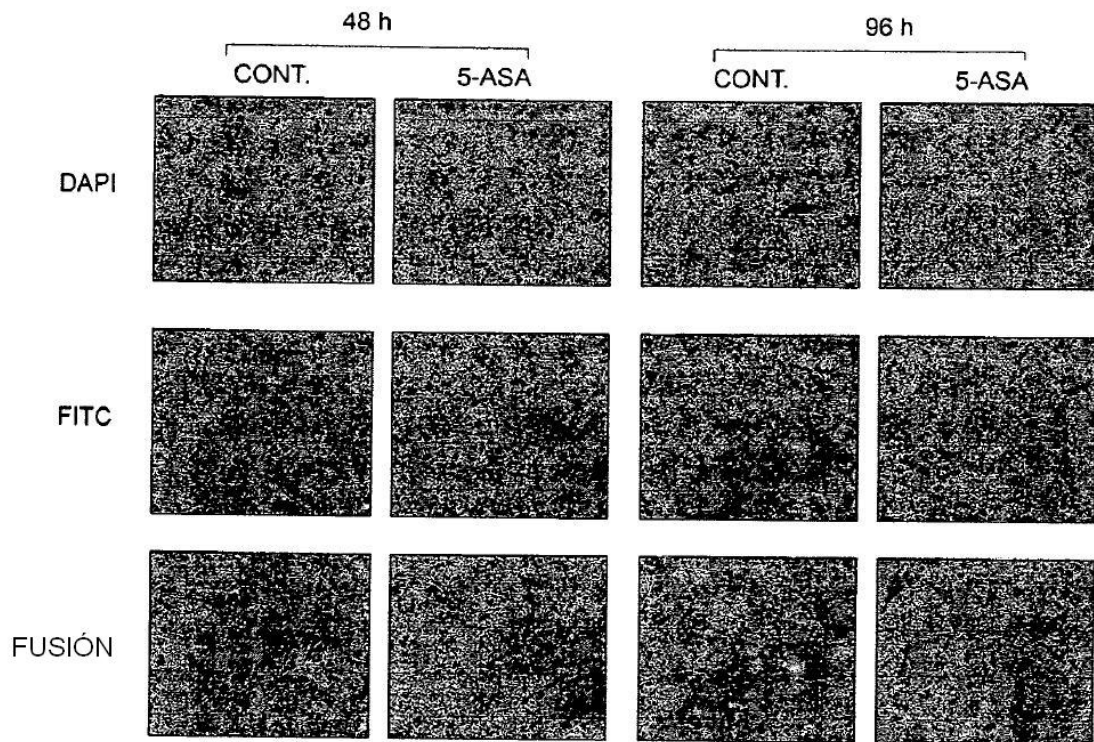 48 h
96 h
CONT.
5-ASA
CONT.
5-ASA
DAPI
FITC
FUSIÓN